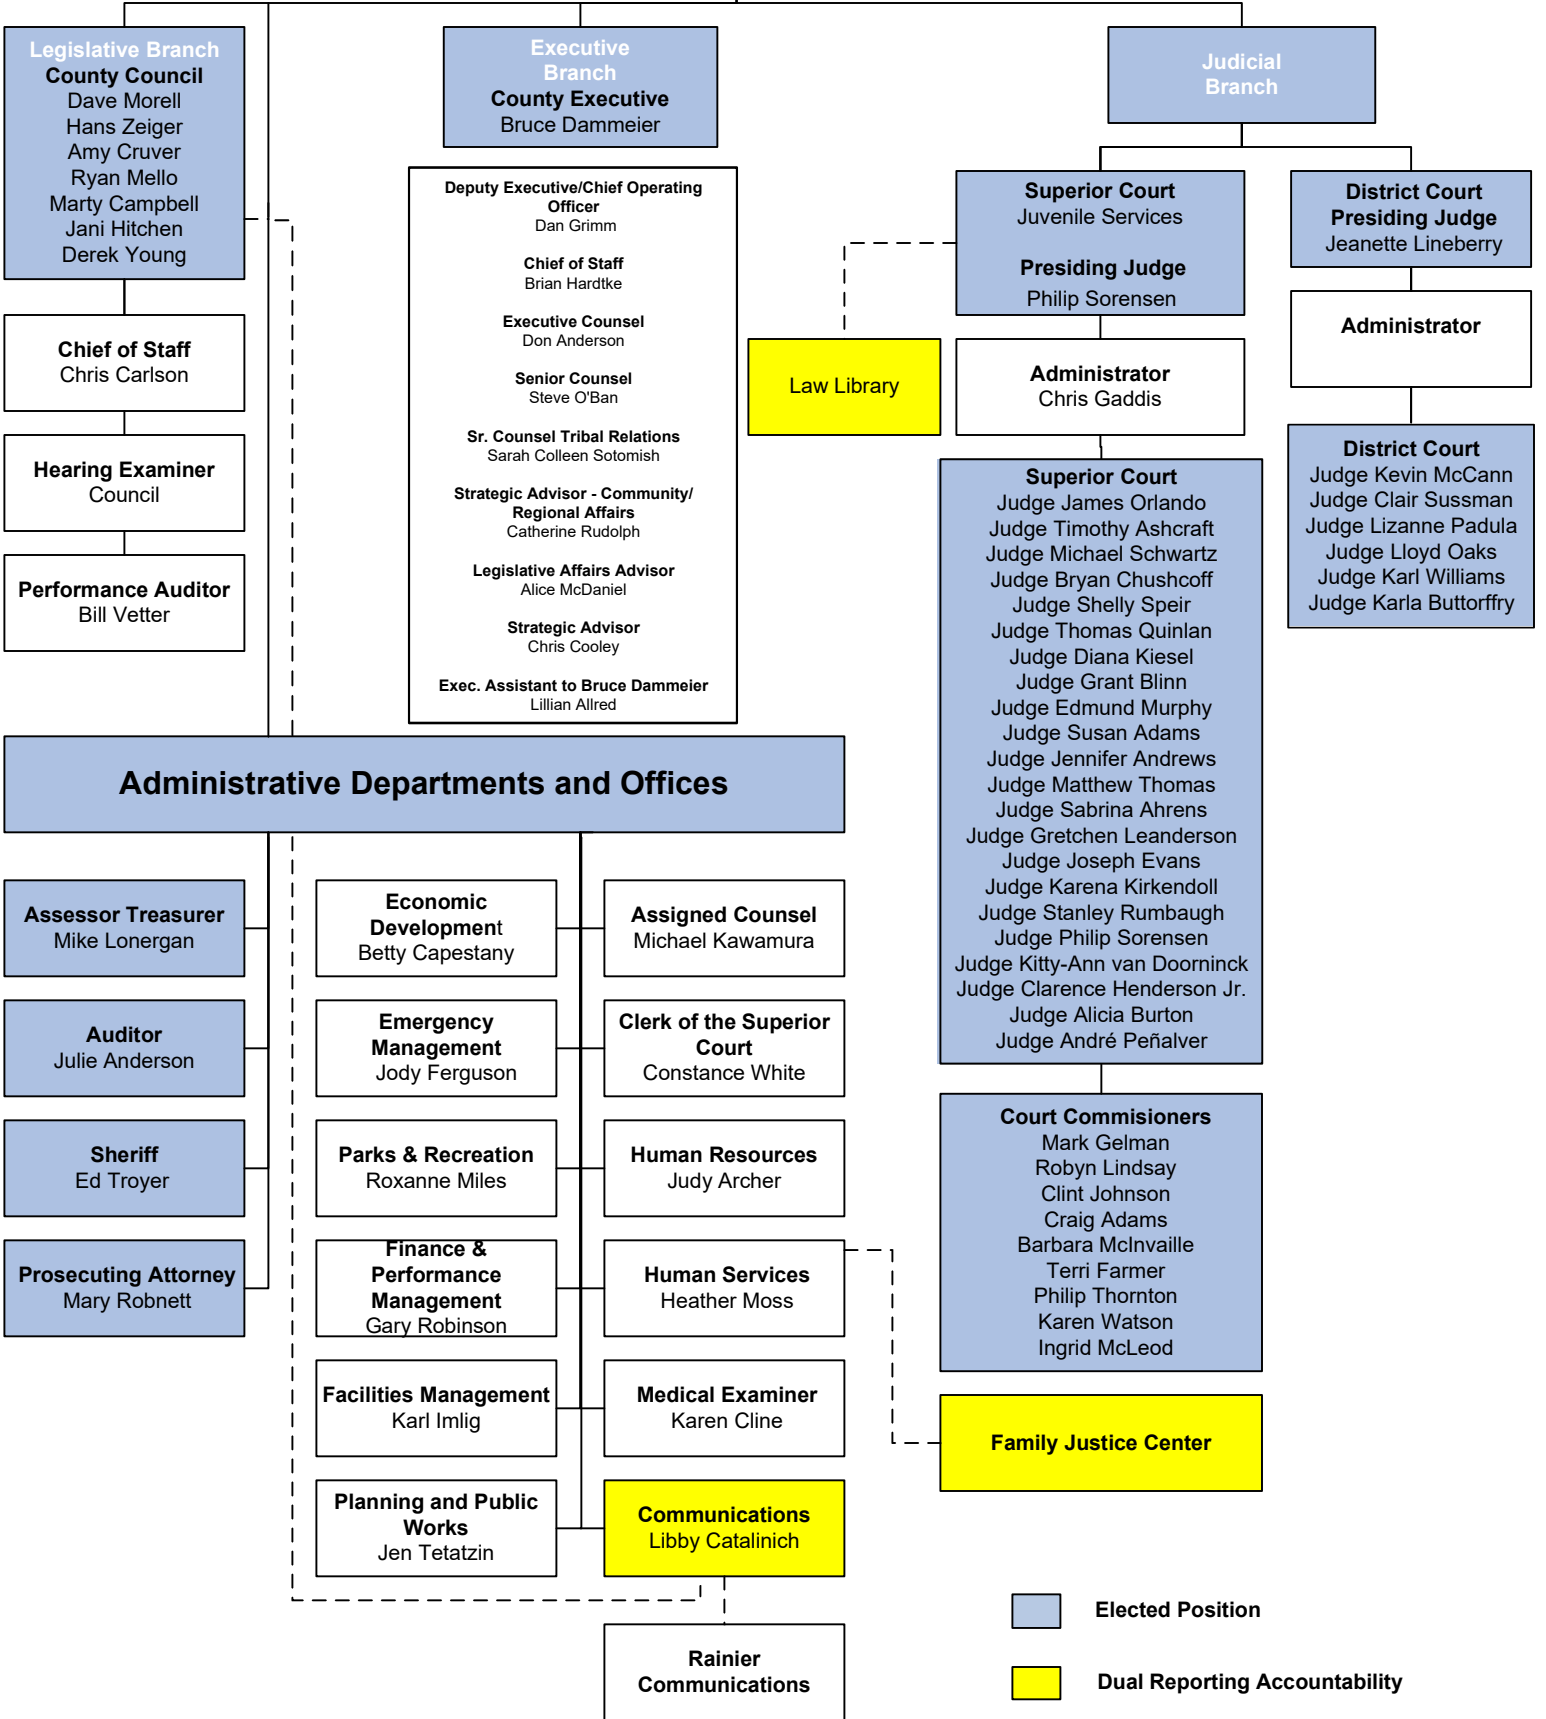 Legislative Branch
County Council
Dave Morell
Hans Zeiger
Amy Cruver
Ryan Mello
Marty Campbell
Jani Hitchen
Derek Young
Chief of Staff
Chris Carlson
Hearing Examiner
Council
Performance Auditor
Bill Vetter
Executive
Branch
County Executive
Bruce Dammeier
Deputy Executive/Chief Operating
Officer
Dan Grimm
Chief of Staff
Brian Hardtke
Executive Counsel
Don Anderson
Senior Counsel
Steve O'Ban
Sr. Counsel Tribal Relations
Sarah Colleen Sotomish
Strategic Advisor - Community/
Regional Affairs
Catherine Rudolph
Legislative Affairs Advisor
Alice McDaniel
Strategic Advisor
Chris Cooley
Exec. Assistant to Bruce Dammeier
Lillian Allred
Judicial
Branch
Superior Court
Juvenile Services
Presiding Judge
Philip Sorensen
Law Library
Administrator
Chris Gaddis
Superior Court
Judge James Orlando
Judge Timothy Ashcraft
Judge Michael Schwartz
Judge Bryan Chushcoff
Judge Shelly Speir
Judge Thomas Quinlan
Judge Diana Kiesel
Judge Grant Blinn
Judge Edmund Murphy
Judge Susan Adams
Judge Jennifer Andrews
Judge Matthew Thomas
Judge Sabrina Ahrens
Judge Gretchen Leanderson
Judge Joseph Evans
Judge Karena Kirkendoll
Judge Stanley Rumbaugh
Judge Philip Sorensen
Judge Kitty-Ann van Doorninck
Judge Clarence Henderson Jr.
Judge Alicia Burton
Judge André Peñalver
Court Commisioners
Mark Gelman
Robyn Lindsay
Clint Johnson
Craig Adams
Barbara McInvaille
Terri Farmer
Philip Thornton
Karen Watson
Ingrid McLeod
Family Justice Center
District Court
Presiding Judge
Jeanette Lineberry
Administrator
District Court
Judge Kevin McCann
Judge Clair Sussman
Judge Lizanne Padula
Judge Lloyd Oaks
Judge Karl Williams
Judge Karla Buttorffry
Administrative Departments and Offices
Assessor Treasurer
Mike Lonergan
Auditor
Julie Anderson
Sheriff
Ed Troyer
Prosecuting Attorney
Mary Robnett
Economic
Development
Betty Capestany
Emergency
Management
Jody Ferguson
Parks & Recreation
Roxanne Miles
Finance &
Performance
Management
Gary Robinson
Facilities Management
Karl Imlig
Planning and Public
Works
Jen Tetatzin
Assigned Counsel
Michael Kawamura
Clerk of the Superior
Court
Constance White
Human Resources
Judy Archer
Human Services
Heather Moss
Medical Examiner
Karen Cline
Communications
Libby Catalinich
Rainier
Communications
Elected Position
Dual Reporting Accountability